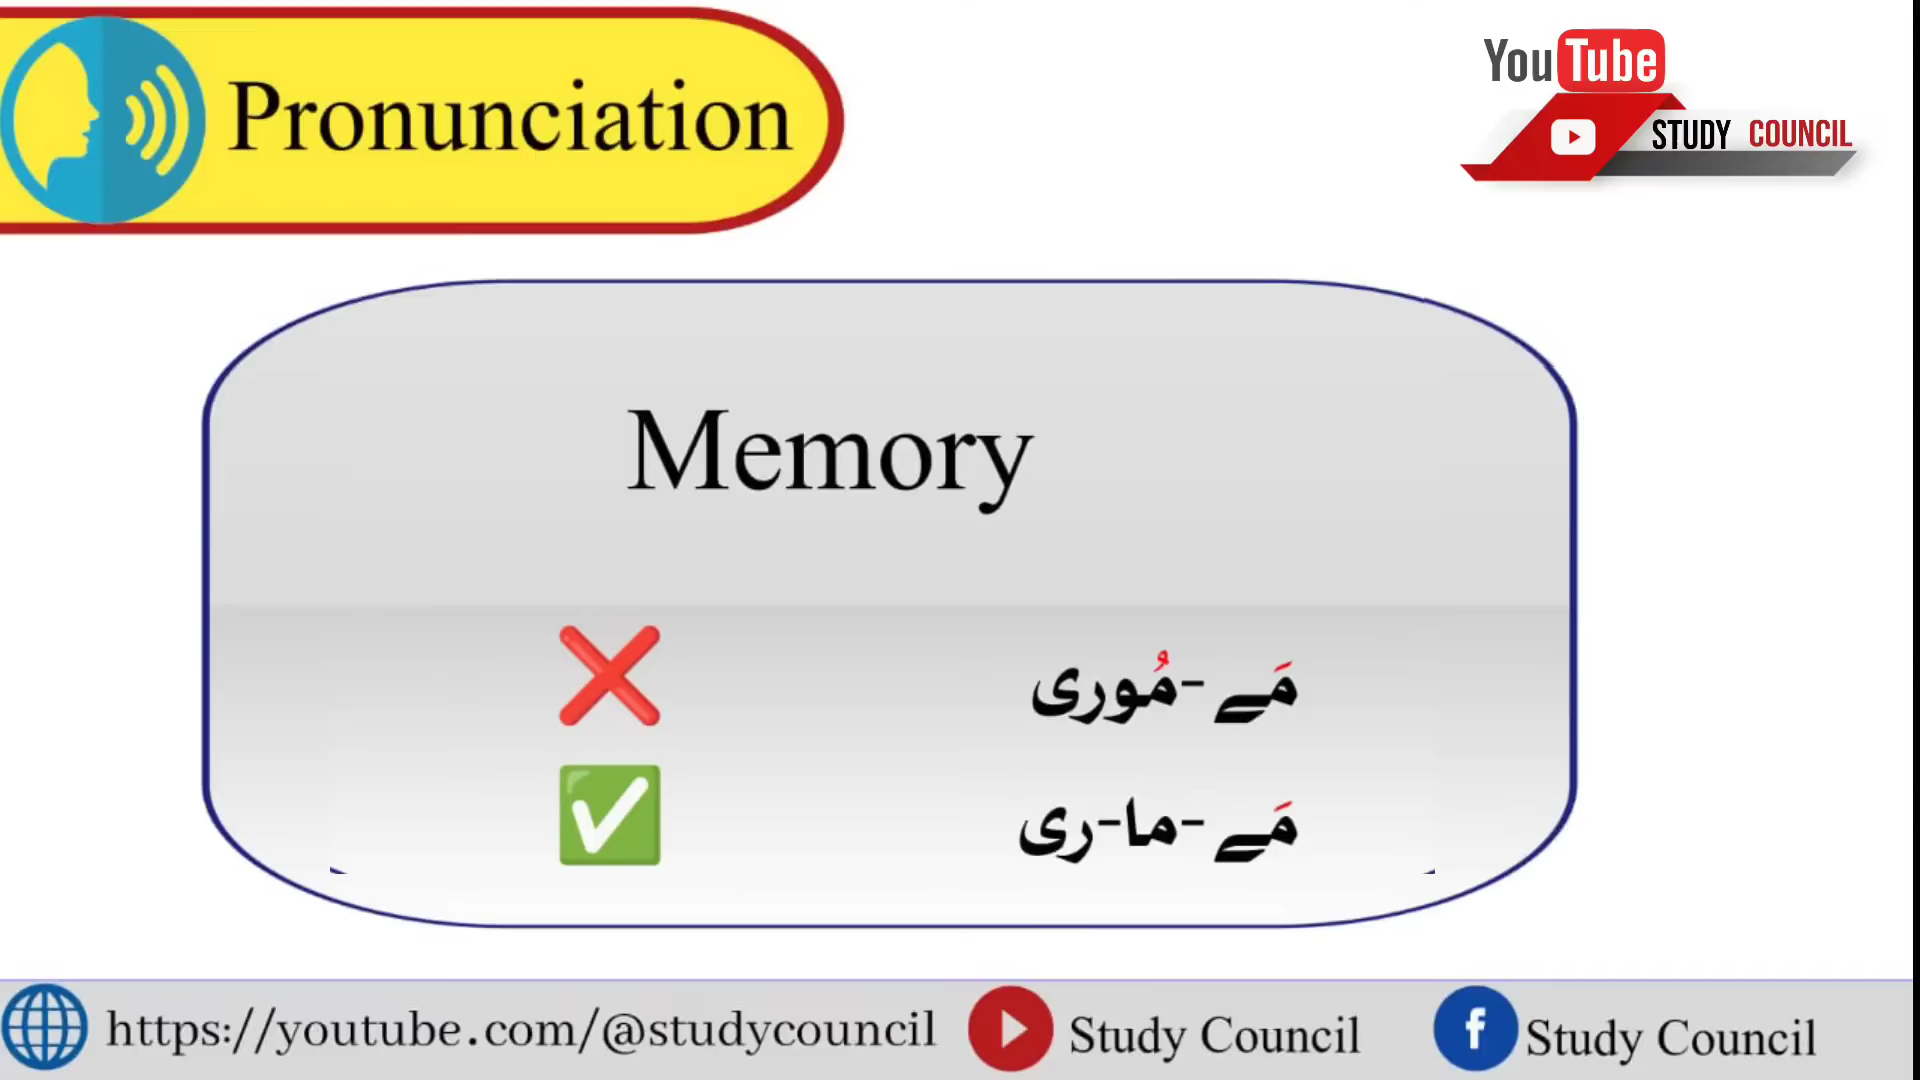 Pronunciation
YouTube
STUDY COUNCIL
Memory
مَے-مُوری
مَے-ما-ری
https://youtube.com/@studycouncil Study Council Study Council